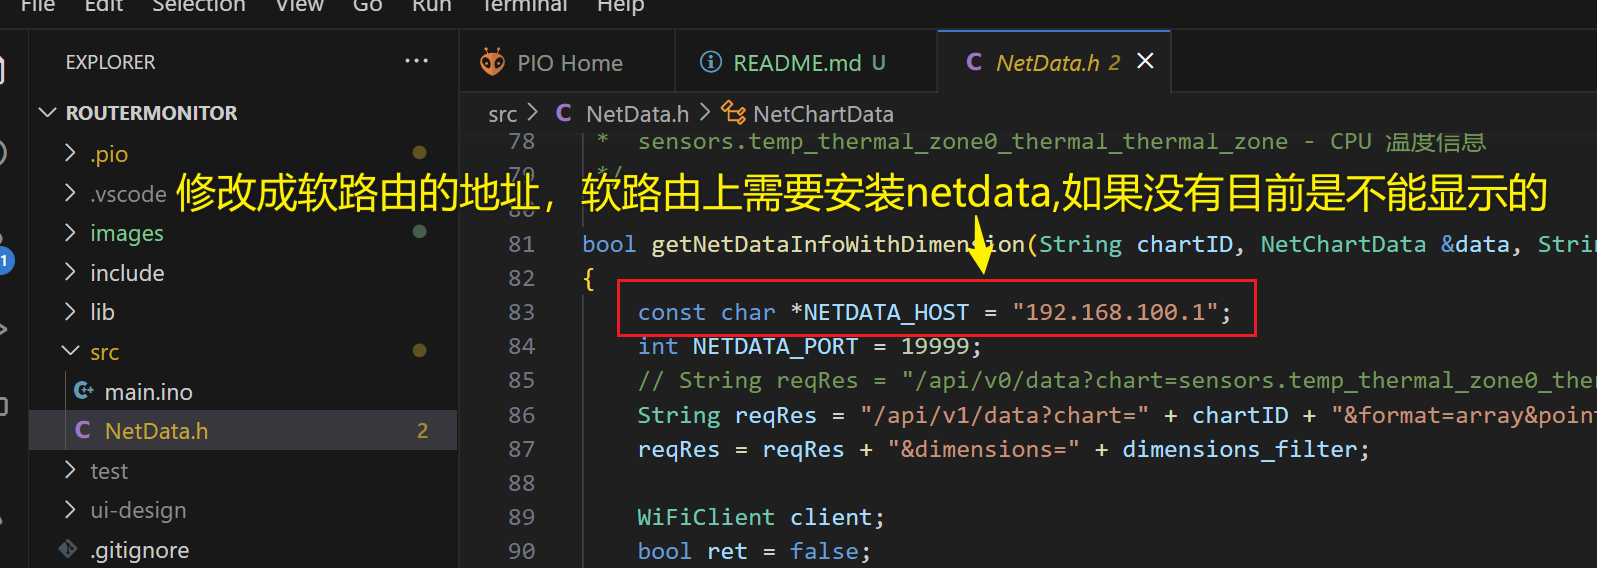 File Edit Selection View Go Run Terminal Help
EXPLORER ···
PIO Home
README.md U
NetData.h 2
ROUTERMONITOR
.pio
.vscode
images
include
lib
src
main.ino
NetData.h 2
test
ui-design
.gitignore
1
src > NetData.h > NetChartData
78 * sensors.temp_thermal_zone0_thermal_thermal_zone - CPU 温度信息
79 */
修改成软路由的地址，软路由上需要安装netdata,如果没有目前是不能显示的
80
81 bool getNetDataInfoWithDimension(String chartID, NetChartData &data, Strin
82 {
83 const char *NETDATA_HOST = "192.168.100.1";
84 int NETDATA_PORT = 19999;
85 // String reqRes = "/api/v0/data?chart=sensors.temp_thermal_zone0_ther
86 String reqRes = "/api/v1/data?chart=" + chartID + "&format=array&point
87 reqRes = reqRes + "&dimensions=" + dimensions_filter;
88
89 WiFiClient client;
90 bool ret = false;